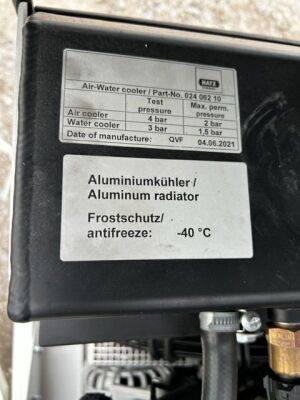 HATZ
Air-Water cooler / Part-No. 024 062 10
Test pressure Max. perm. pressure
Air cooler 4 bar 2 bar
Water cooler 3 bar 1,5 bar
Date of manufacture: QVF 04.06.2021
Aluminiumkühler /
Aluminum radiator
Frostschutz/
antifreeze: -40 °C